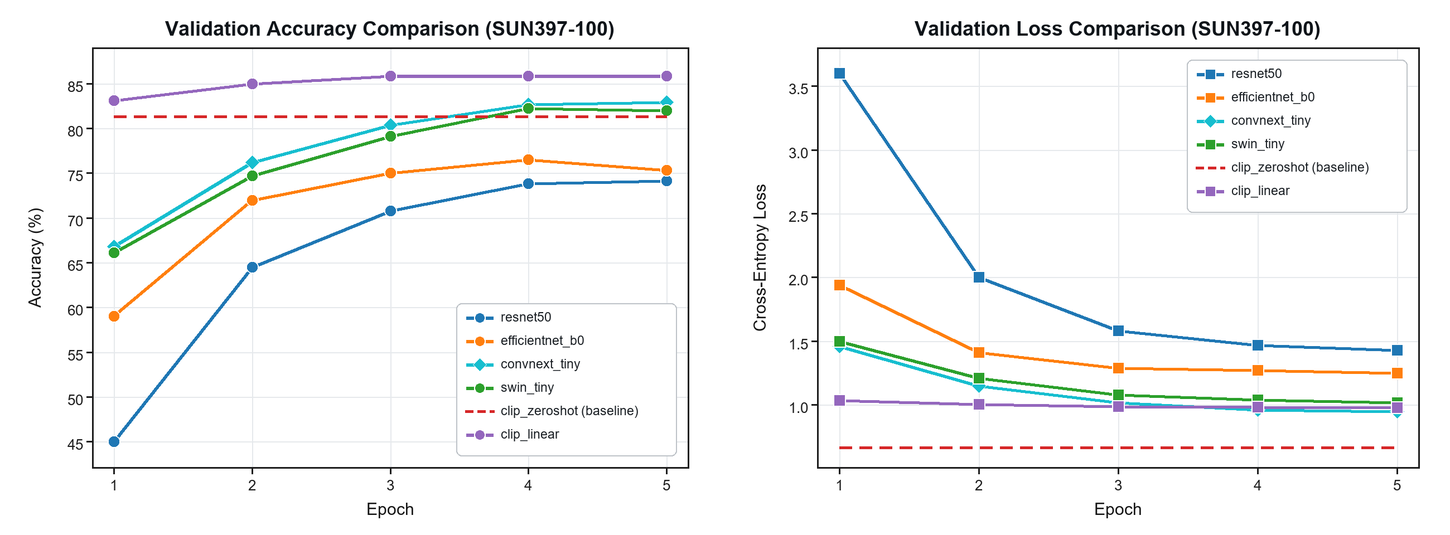 Validation Accuracy Comparison (SUN397-100)
Accuracy (%)
85
80
75
70
65
60
55
50
45
resnet50
efficientnet_b0
convnext_tiny
swin_tiny
clip_zeroshot (baseline)
clip_linear
1 2 3 4 5
Epoch
Validation Loss Comparison (SUN397-100)
Cross-Entropy Loss
3.5
3.0
2.5
2.0
1.5
1.0
resnet50
efficientnet_b0
convnext_tiny
swin_tiny
clip_zeroshot (baseline)
clip_linear
1 2 3 4 5
Epoch